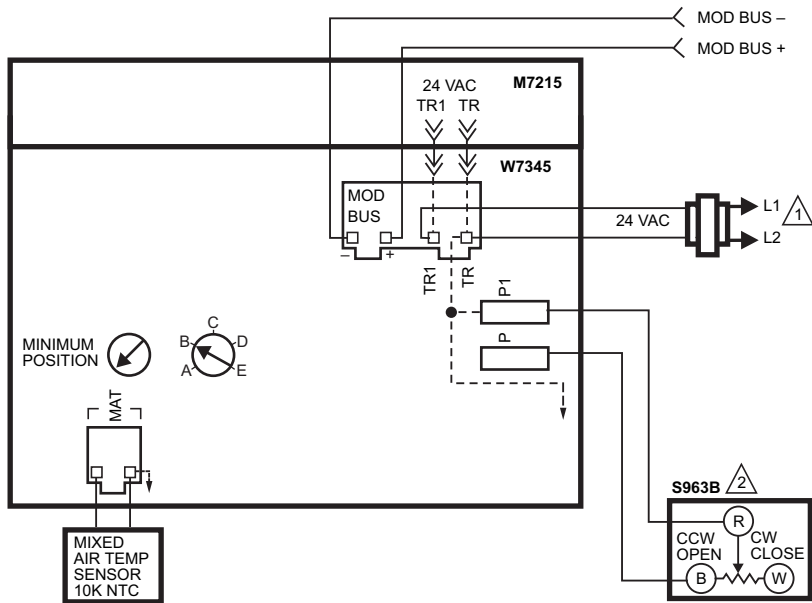 MOD BUS –
MOD BUS +
24 VAC
M7215
TR1 TR
W7345
MOD
BUS
– +
L1
1
24 VAC
L2
TR1
TR
P1
P
C
B
D
A
E
MINIMUM
POSITION
MAT
S963B
2
MIXED
AIR TEMP
SENSOR
10K NTC
R
CCW
OPEN
CW
CLOSE
B
W